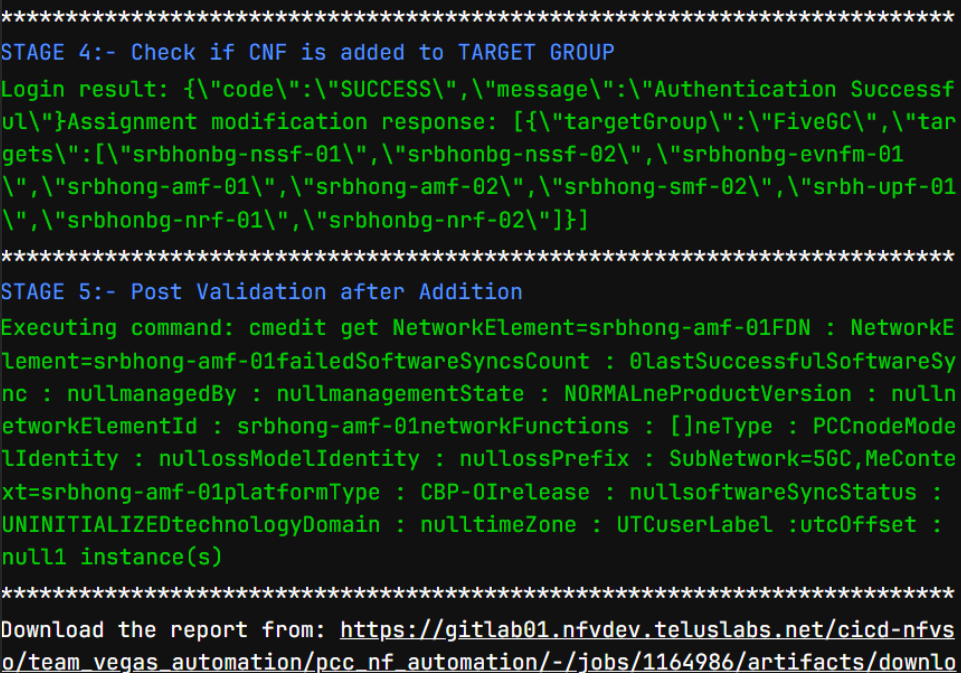 **************************************************************************
STAGE 4:- Check if CNF is added to TARGET GROUP
Login result: {\"code\":\"SUCCESS\",\"message\":\"Authentication Successf
ul\"}Assignment modification response: [{\"targetGroup\":\"FiveGC\",\"tar
gets\":[\"srbhonbg-nssf-01\",\"srbhonbg-nssf-02\",\"srbhonbg-evnfm-01
\",\"srbhong-amf-01\",\"srbhong-amf-02\",\"srbhong-smf-02\",\"srbh-upf-01
\",\"srbhonbg-nrf-01\",\"srbhonbg-nrf-02\"]}]
**************************************************************************
STAGE 5:- Post Validation after Addition
Executing command: cmedit get NetworkElement=srbhong-amf-01FDN : NetworkE
lement=srbhong-amf-01failedSoftwareSyncsCount : 0lastSuccessfulSoftwareSy
nc : nullmanagedBy : nullmanagementState : NORMALneProductVersion : nulln
etworkElementId : srbhong-amf-01networkFunctions : []neType : PCCnodeMode
lIdentity : nullossModelIdentity : nullossPrefix : SubNetwork=5GC,MeConte
xt=srbhong-amf-01platformType : CBP-OIrelease : nullsoftwareSyncStatus :
UNINITIALIZEDtechnologyDomain : nulltimeZone : UTCuserLabel :utcOffset :
null1 instance(s)
**************************************************************************
Download the report from: https://gitlab01.nfvdev.teluslabs.net/cicd-nfvs
o/team_vegas_automation/pcc_nf_automation/-/jobs/1164986/artifacts/downlo